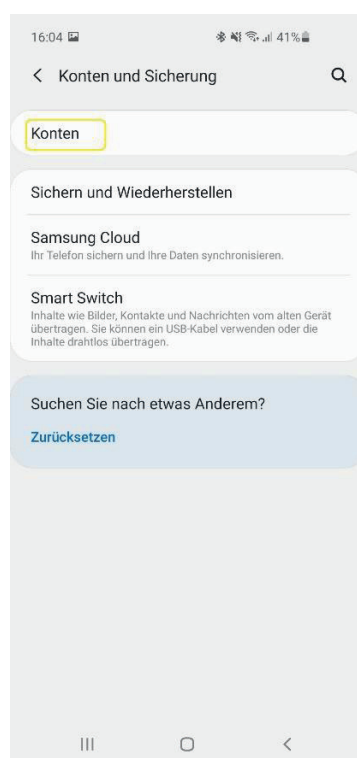 16:04 41%
Konten und Sicherung
Konten
Sichern und Wiederherstellen
Samsung Cloud
Ihr Telefon sichern und Ihre Daten synchronisieren.
Smart Switch
Inhalte wie Bilder, Kontakte und Nachrichten vom alten Gerät
übertragen. Sie können ein USB-Kabel verwenden oder die
Inhalte drahtlos übertragen.
Suchen Sie nach etwas Anderem?
Zurücksetzen